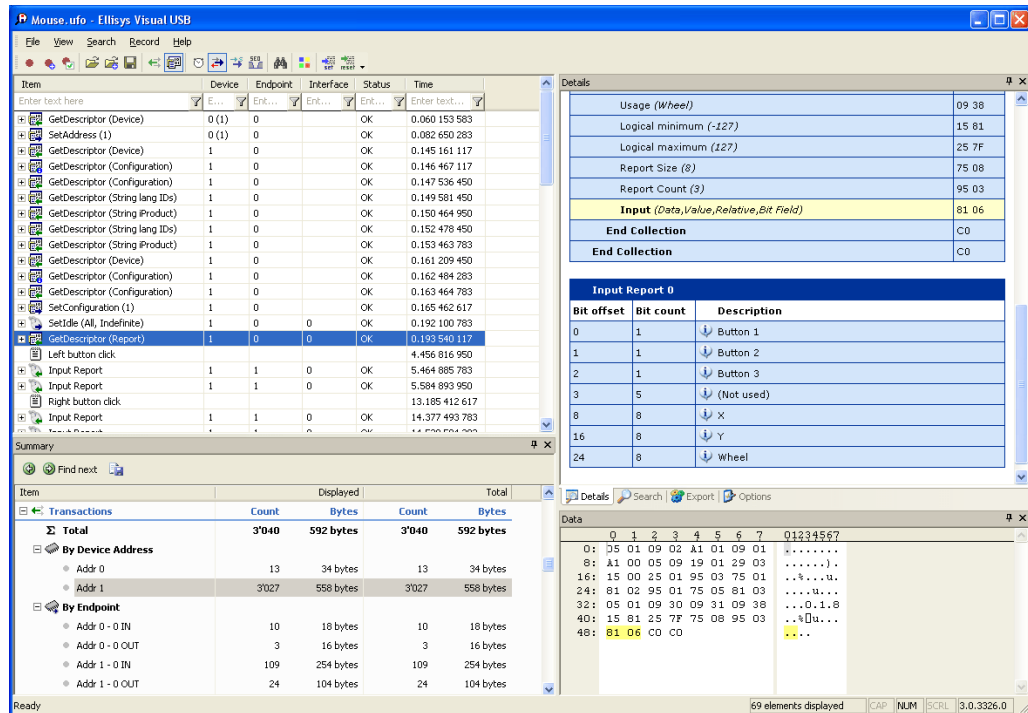 Mouse.ufo - Ellisys Visual USB
File View Search Record Help
Item Device Endpoint Interface Status Time
Enter text here E... Ent... Ent... Ent... Enter text...
GetDescriptor (Device) 0 (1) 0 OK 0.060 153 583
SetAddress (1) 0 (1) 0 OK 0.082 650 283
GetDescriptor (Device) 1 0 OK 0.145 161 117
GetDescriptor (Configuration) 1 0 OK 0.146 467 117
GetDescriptor (Configuration) 1 0 OK 0.147 536 450
GetDescriptor (String lang IDs) 1 0 OK 0.149 581 450
GetDescriptor (String iProduct) 1 0 OK 0.150 464 950
GetDescriptor (String lang IDs) 1 0 OK 0.152 478 450
GetDescriptor (String iProduct) 1 0 OK 0.153 463 783
GetDescriptor (Device) 1 0 OK 0.161 209 450
GetDescriptor (Configuration) 1 0 OK 0.162 484 283
GetDescriptor (Configuration) 1 0 OK 0.163 464 783
SetConfiguration (1) 1 0 OK 0.165 462 617
SetIdle (All, Indefinite) 1 0 0 OK 0.192 100 783
GetDescriptor (Report) 1 0 0 OK 0.193 540 117
Left button click 4.456 816 950
Input Report 1 1 0 OK 5.464 885 783
Input Report 1 1 0 OK 5.584 893 950
Right button click 13.185 412 617
Input Report 1 1 0 OK 14.377 493 783
Summary
Find next
Item Displayed Total
Transactions Count Bytes Count Bytes
Σ Total 3'040 592 bytes 3'040 592 bytes
By Device Address
Addr 0 13 34 bytes 13 34 bytes
Addr 1 3'027 558 bytes 3'027 558 bytes
By Endpoint
Addr 0 - 0 IN 10 18 bytes 10 18 bytes
Addr 0 - 0 OUT 3 16 bytes 3 16 bytes
Addr 1 - 0 IN 109 254 bytes 109 254 bytes
Addr 1 - 0 OUT 24 104 bytes 24 104 bytes
Details
Usage (Wheel) 09 38
Logical minimum (-127) 15 81
Logical maximum (127) 25 7F
Report Size (8) 75 08
Report Count (3) 95 03
Input (Data,Value,Relative,Bit Field) 81 06
End Collection C0
End Collection C0
Input Report 0
Bit offset Bit count Description
0 1 Button 1
1 1 Button 2
2 1 Button 3
3 5 (Not used)
8 8 X
16 8 Y
24 8 Wheel
Details Search Export Options
Data
0 1 2 3 4 5 6 7 01234567
0: 05 01 09 02 A1 01 09 01 ........
8: A1 00 05 09 19 01 29 03 ......).
16: 15 00 25 01 95 03 75 01 ..%...u.
24: 81 02 95 01 75 05 81 03 ....u...
32: 05 01 09 30 09 31 09 38 ...0.1.8
40: 15 81 25 7F 75 08 95 03 ..%▯u...
48: 81 06 C0 C0 ....
Ready 69 elements displayed CAP NUM SCRL 3.0.3326.0